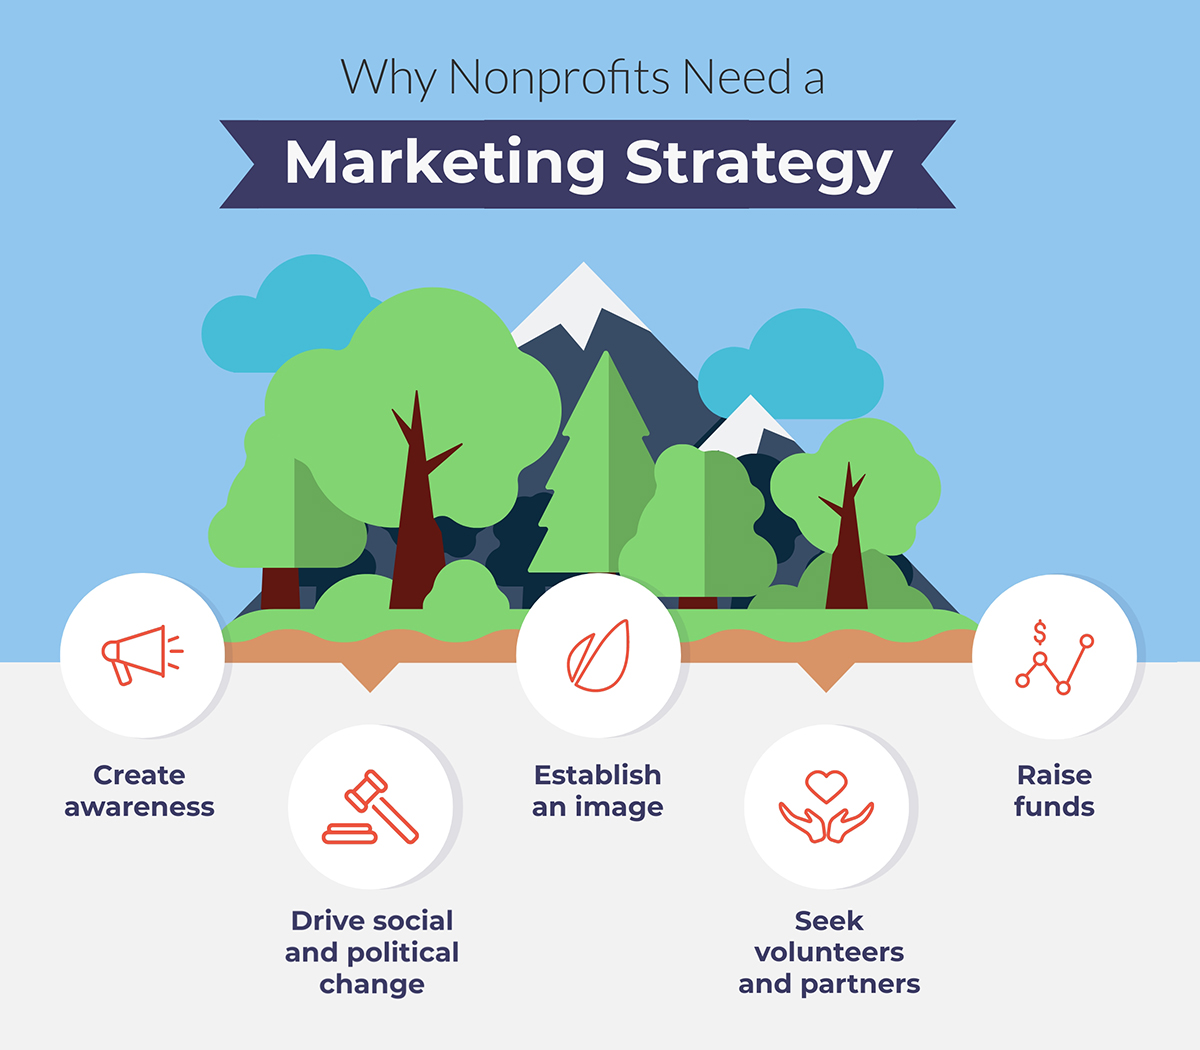 Why Nonprofits Need a
Marketing Strategy
$
Create
awareness
Drive social
and political
change
Establish
an image
Seek
volunteers
and partners
Raise
funds